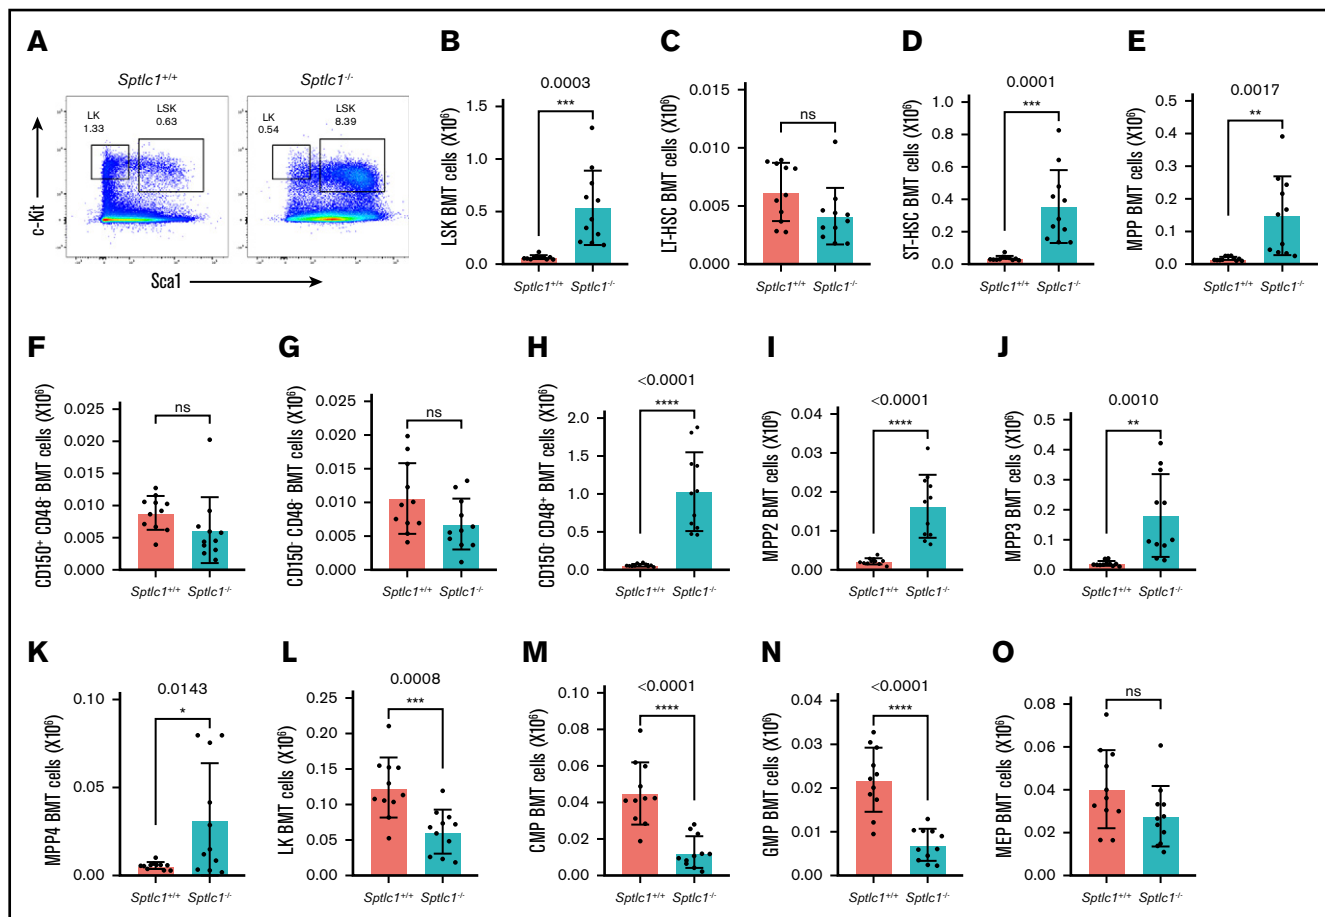 A
Sptlc1+/+
Sptlc1-/-
LK
1.33
LSK
0.63
LK
0.54
LSK
8.39
c-Kit
Sca1
B
0.0003
***
LSK BMT cells (X10⁶)
1.5
1.0
0.5
0.0
Sptlc1+/+ Sptlc1-/-
C
ns
LT-HSC BMT cells (X10⁶)
0.015
0.010
0.005
0.000
Sptlc1+/+ Sptlc1-/-
D
0.0001
***
ST-HSC BMT cells (X10⁶)
1.0
0.8
0.6
0.4
0.2
0.0
Sptlc1+/+ Sptlc1-/-
E
0.0017
**
MPP BMT cells (X10⁶)
0.5
0.4
0.3
0.2
0.1
0.0
Sptlc1+/+ Sptlc1-/-
F
ns
CD150+ CD48- BMT cells (X10⁶)
0.025
0.020
0.015
0.010
0.005
0.000
Sptlc1+/+ Sptlc1-/-
G
ns
CD150- CD48- BMT cells (X10⁶)
0.025
0.020
0.015
0.010
0.005
0.000
Sptlc1+/+ Sptlc1-/-
H
<0.0001
****
CD150- CD48+ BMT cells (X10⁶)
2.0
1.5
1.0
0.5
0.0
Sptlc1+/+ Sptlc1-/-
I
<0.0001
****
MPP2 BMT cells (X10⁶)
0.04
0.03
0.02
0.01
0.00
Sptlc1+/+ Sptlc1-/-
J
0.0010
**
MPP3 BMT cells (X10⁶)
0.5
0.4
0.3
0.2
0.1
0.0
Sptlc1+/+ Sptlc1-/-
K
0.0143
*
MPP4 BMT cells (X10⁶)
0.10
0.05
0.00
Sptlc1+/+ Sptlc1-/-
L
0.0008
***
LK BMT cells (X10⁶)
0.25
0.20
0.15
0.10
0.05
0.00
Sptlc1+/+ Sptlc1-/-
M
<0.0001
****
CMP BMT cells (X10⁶)
0.10
0.08
0.06
0.04
0.02
0.00
Sptlc1+/+ Sptlc1-/-
N
<0.0001
****
GMP BMT cells (X10⁶)
0.04
0.03
0.02
0.01
0.00
Sptlc1+/+ Sptlc1-/-
O
ns
MEP BMT cells (X10⁶)
0.08
0.06
0.04
0.02
0.00
Sptlc1+/+ Sptlc1-/-